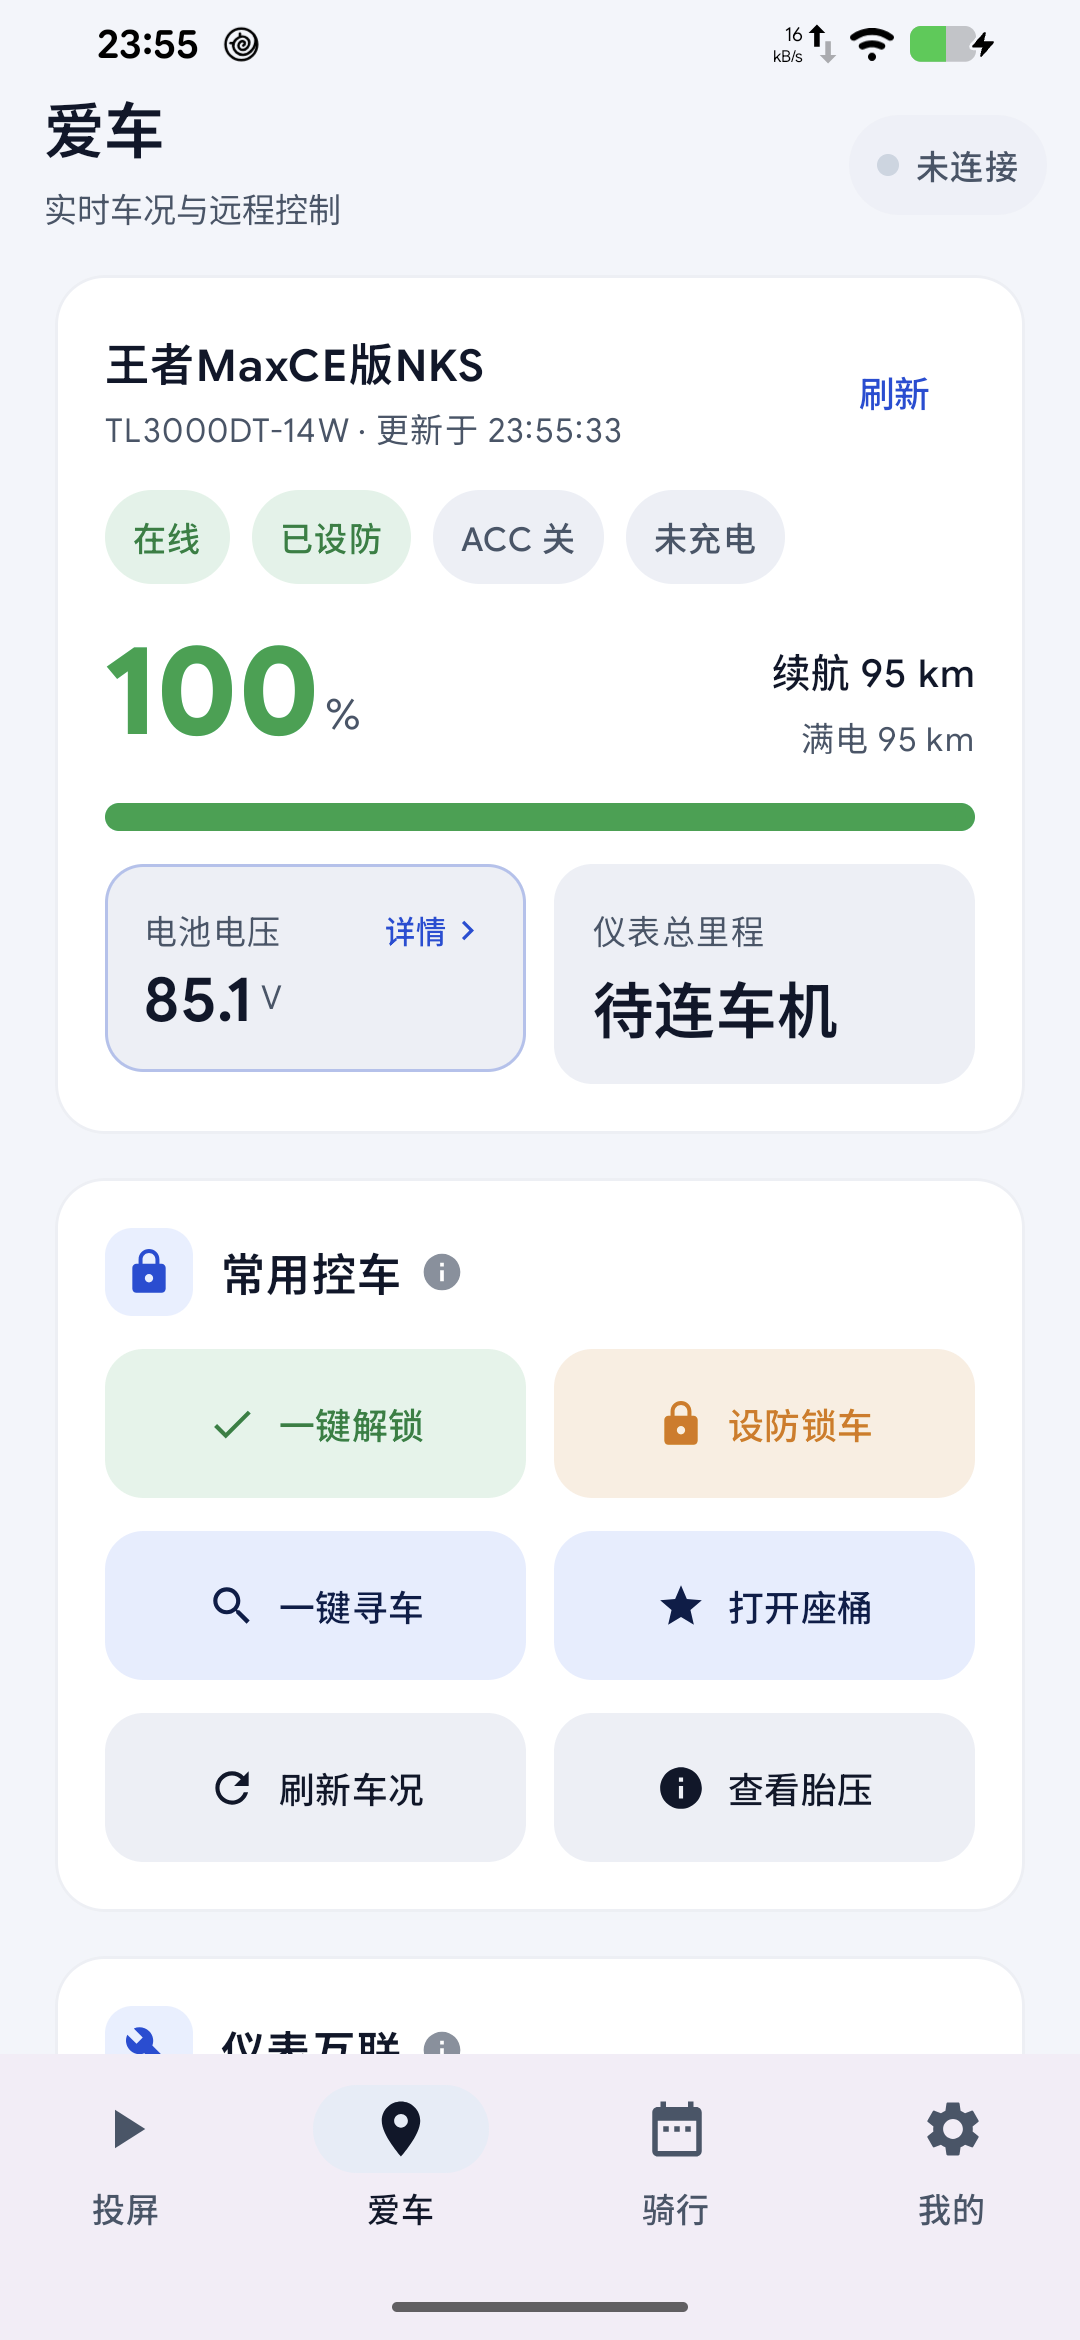 23:55
16
kB/s
爱车
实时车况与远程控制
未连接
王者MaxCE版NKS
TL3000DT-14W · 更新于 23:55:33
刷新
在线
已设防
ACC 关
未充电
100 %
续航 95 km
满电 95 km
电池电压
详情
85.1 V
仪表总里程
待连车机
常用控车
一键解锁
设防锁车
一键寻车
打开座桶
刷新车况
查看胎压
仪表互联
投屏
爱车
骑行
我的